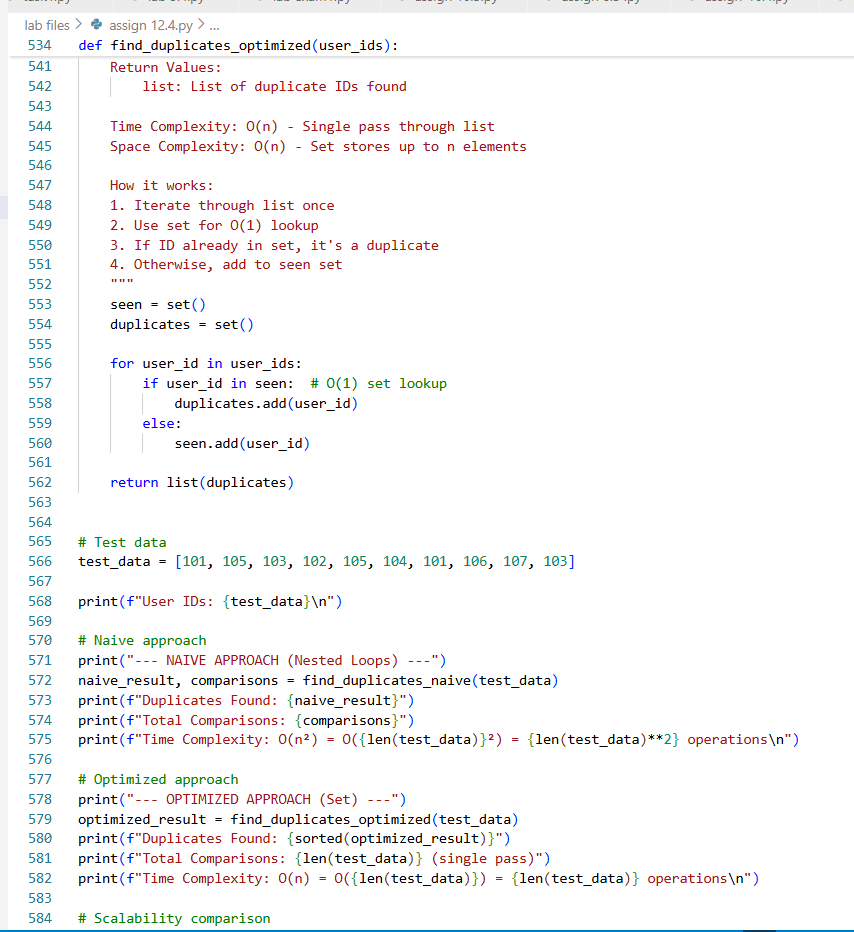 lab files > assign 12.4.py > ...
534 def find_duplicates_optimized(user_ids):
541 Return Values:
542 list: List of duplicate IDs found
543
544 Time Complexity: O(n) - Single pass through list
545 Space Complexity: O(n) - Set stores up to n elements
546
547 How it works:
548 1. Iterate through list once
549 2. Use set for O(1) lookup
550 3. If ID already in set, it's a duplicate
551 4. Otherwise, add to seen set
552 """
553 seen = set()
554 duplicates = set()
555
556 for user_id in user_ids:
557 if user_id in seen:  # O(1) set lookup
558 duplicates.add(user_id)
559 else:
560 seen.add(user_id)
561
562 return list(duplicates)
563
564
565 # Test data
566 test_data = [101, 105, 103, 102, 105, 104, 101, 106, 107, 103]
567
568 print(f"User IDs: {test_data}\n")
569
570 # Naive approach
571 print("--- NAIVE APPROACH (Nested Loops) ---")
572 naive_result, comparisons = find_duplicates_naive(test_data)
573 print(f"Duplicates Found: {naive_result}")
574 print(f"Total Comparisons: {comparisons}")
575 print(f"Time Complexity: O(n²) = O({len(test_data)}²) = {len(test_data)**2} operations\n")
576
577 # Optimized approach
578 print("--- OPTIMIZED APPROACH (Set) ---")
579 optimized_result = find_duplicates_optimized(test_data)
580 print(f"Duplicates Found: {sorted(optimized_result)}")
581 print(f"Total Comparisons: {len(test_data)} (single pass)")
582 print(f"Time Complexity: O(n) = O({len(test_data)}) = {len(test_data)} operations\n")
583
584 # Scalability comparison